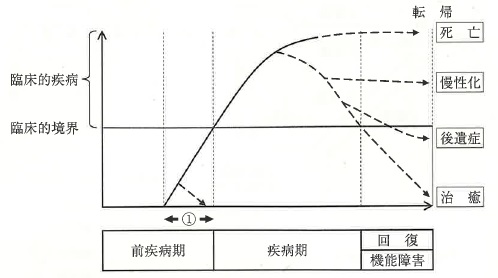 転帰
死亡
臨床的疾病
慢性化
臨床的境界
後遺症
治癒
①
前疾病期
疾病期
回復
機能障害